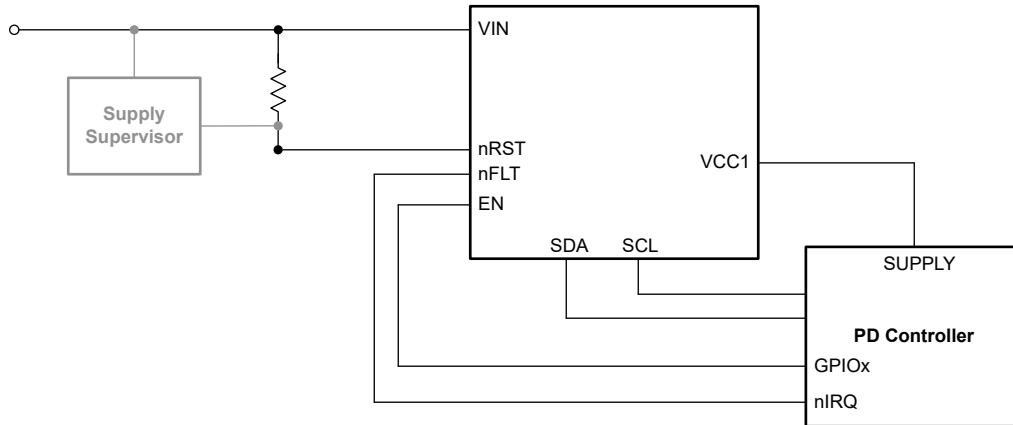 VIN
Supply
Supervisor
nRST
nFLT
VCC1
EN
SDA
SCL
SUPPLY
PD Controller
GPIOx
nIRQ